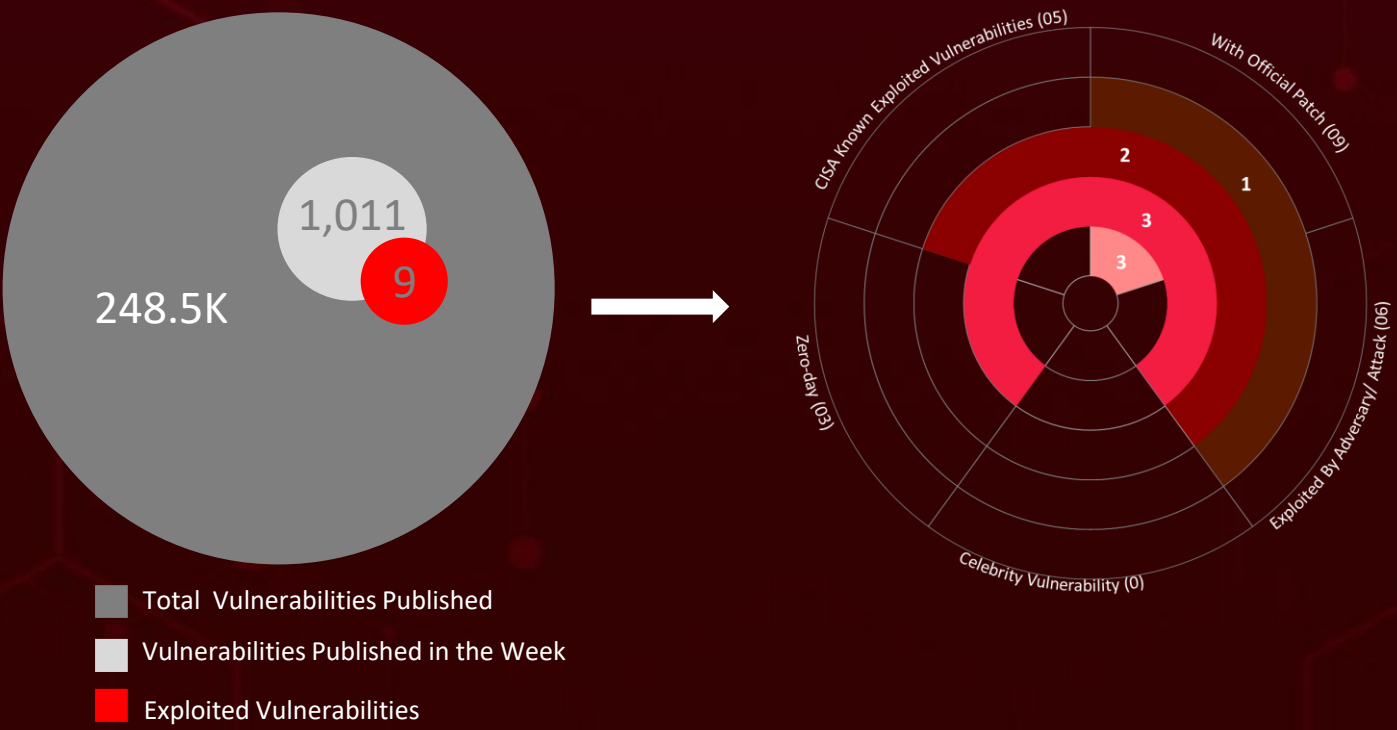 248.5K
1,011
9
Total Vulnerabilities Published
Vulnerabilities Published in the Week
Exploited Vulnerabilities
CISA Known Exploited Vulnerabilities (05)
With Official Patch (09)
2
1
3
3
Zero-day (03)
Exploited By Adversary/ Attack (06)
Celebrity Vulnerability (0)